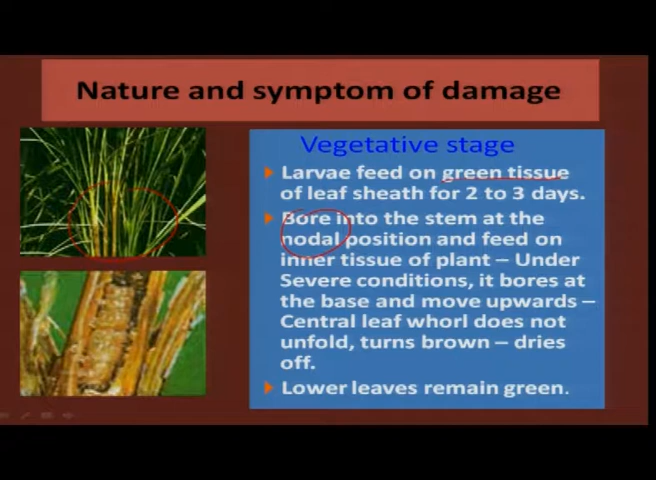 Nature and symptom of damage
Vegetative stage
Larvae feed on green tissue
of leaf sheath for 2 to 3 days.
Bore into the stem at the
nodal position and feed on
inner tissue of plant – Under
Severe conditions, it bores at
the base and move upwards –
Central leaf whorl does not
unfold, turns brown – dries
off.
Lower leaves remain green.